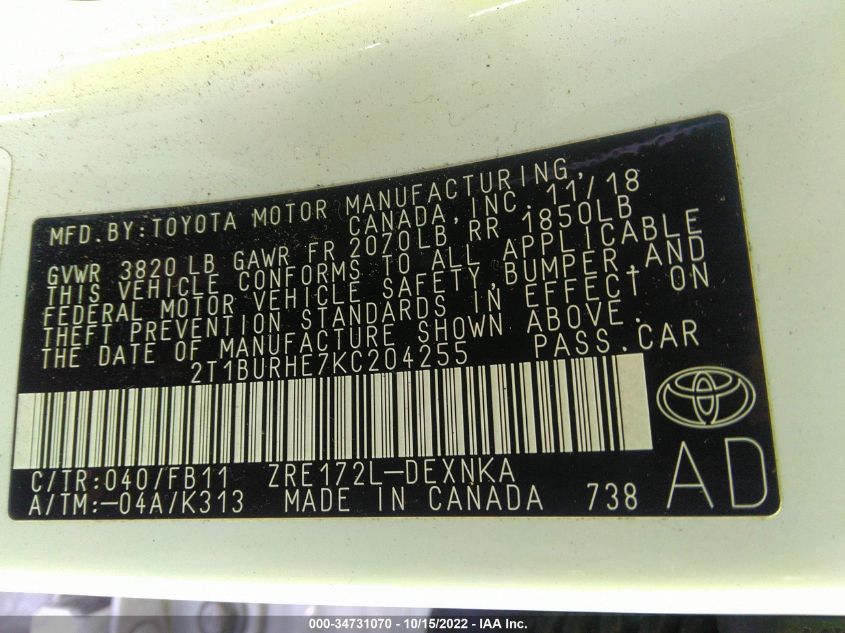 MFD.BY:TOYOTA MOTOR MANUFACTURING,
CANADA, INC. 11/18
GVWR 3820 LB GAWR FR 2070LB RR 1850LB
THIS VEHICLE CONFORMS TO ALL APPLICABLE
FEDERAL MOTOR VEHICLE SAFETY,BUMPER AND
THEFT PREVENTION STANDARDS IN EFFECT ON
THE DATE OF MANUFACTURE SHOWN ABOVE.
2T1BURHE7KC204255 PASS.CAR
C/TR:040/FB11 ZRE172L-DEXNKA
A/TM:-04A/K313 MADE IN CANADA 738
AD
000-34731070 - 10/15/2022 - IAA Inc.